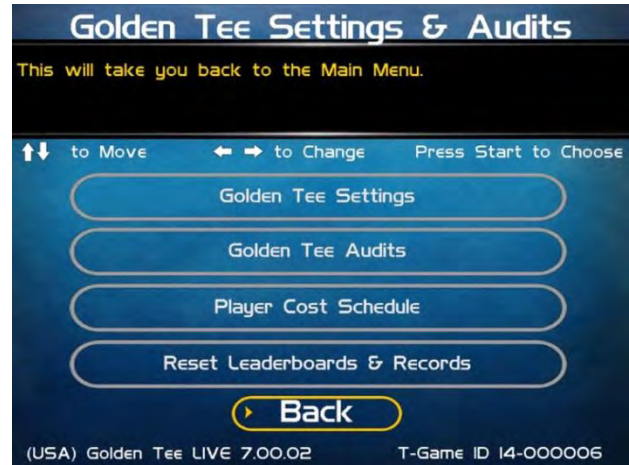 Golden Tee Settings & Audits
This will take you back to the Main Menu.
to Move to Change Press Start to Choose
Golden Tee Settings
Golden Tee Audits
Player Cost Schedule
Reset Leaderboards & Records
Back
(USA) Golden Tee LIVE 7.00.02 T-Game ID 14-000006